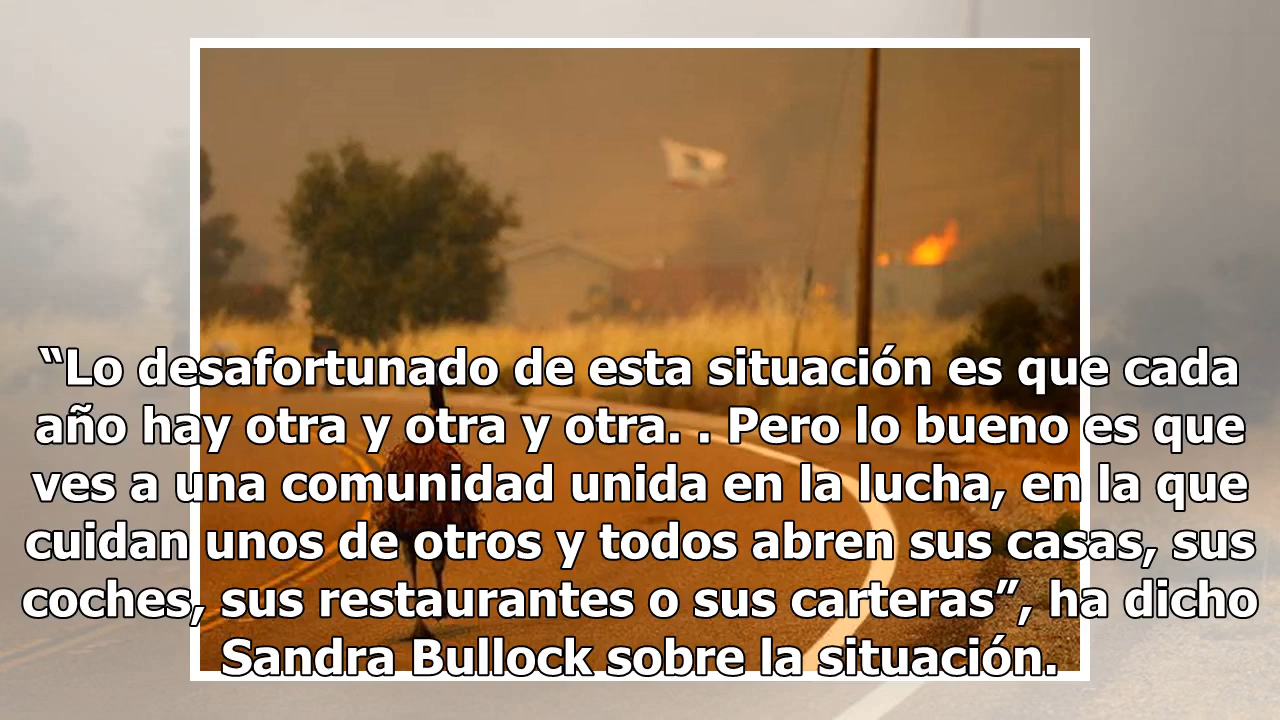 “Lo desafortunado de esta situación es que cada
año hay otra y otra y otra. . Pero lo bueno es que
ves a una comunidad unida en la lucha, en la que
cuidan unos de otros y todos abren sus casas, sus
coches, sus restaurantes o sus carteras”, ha dicho
Sandra Bullock sobre la situación.